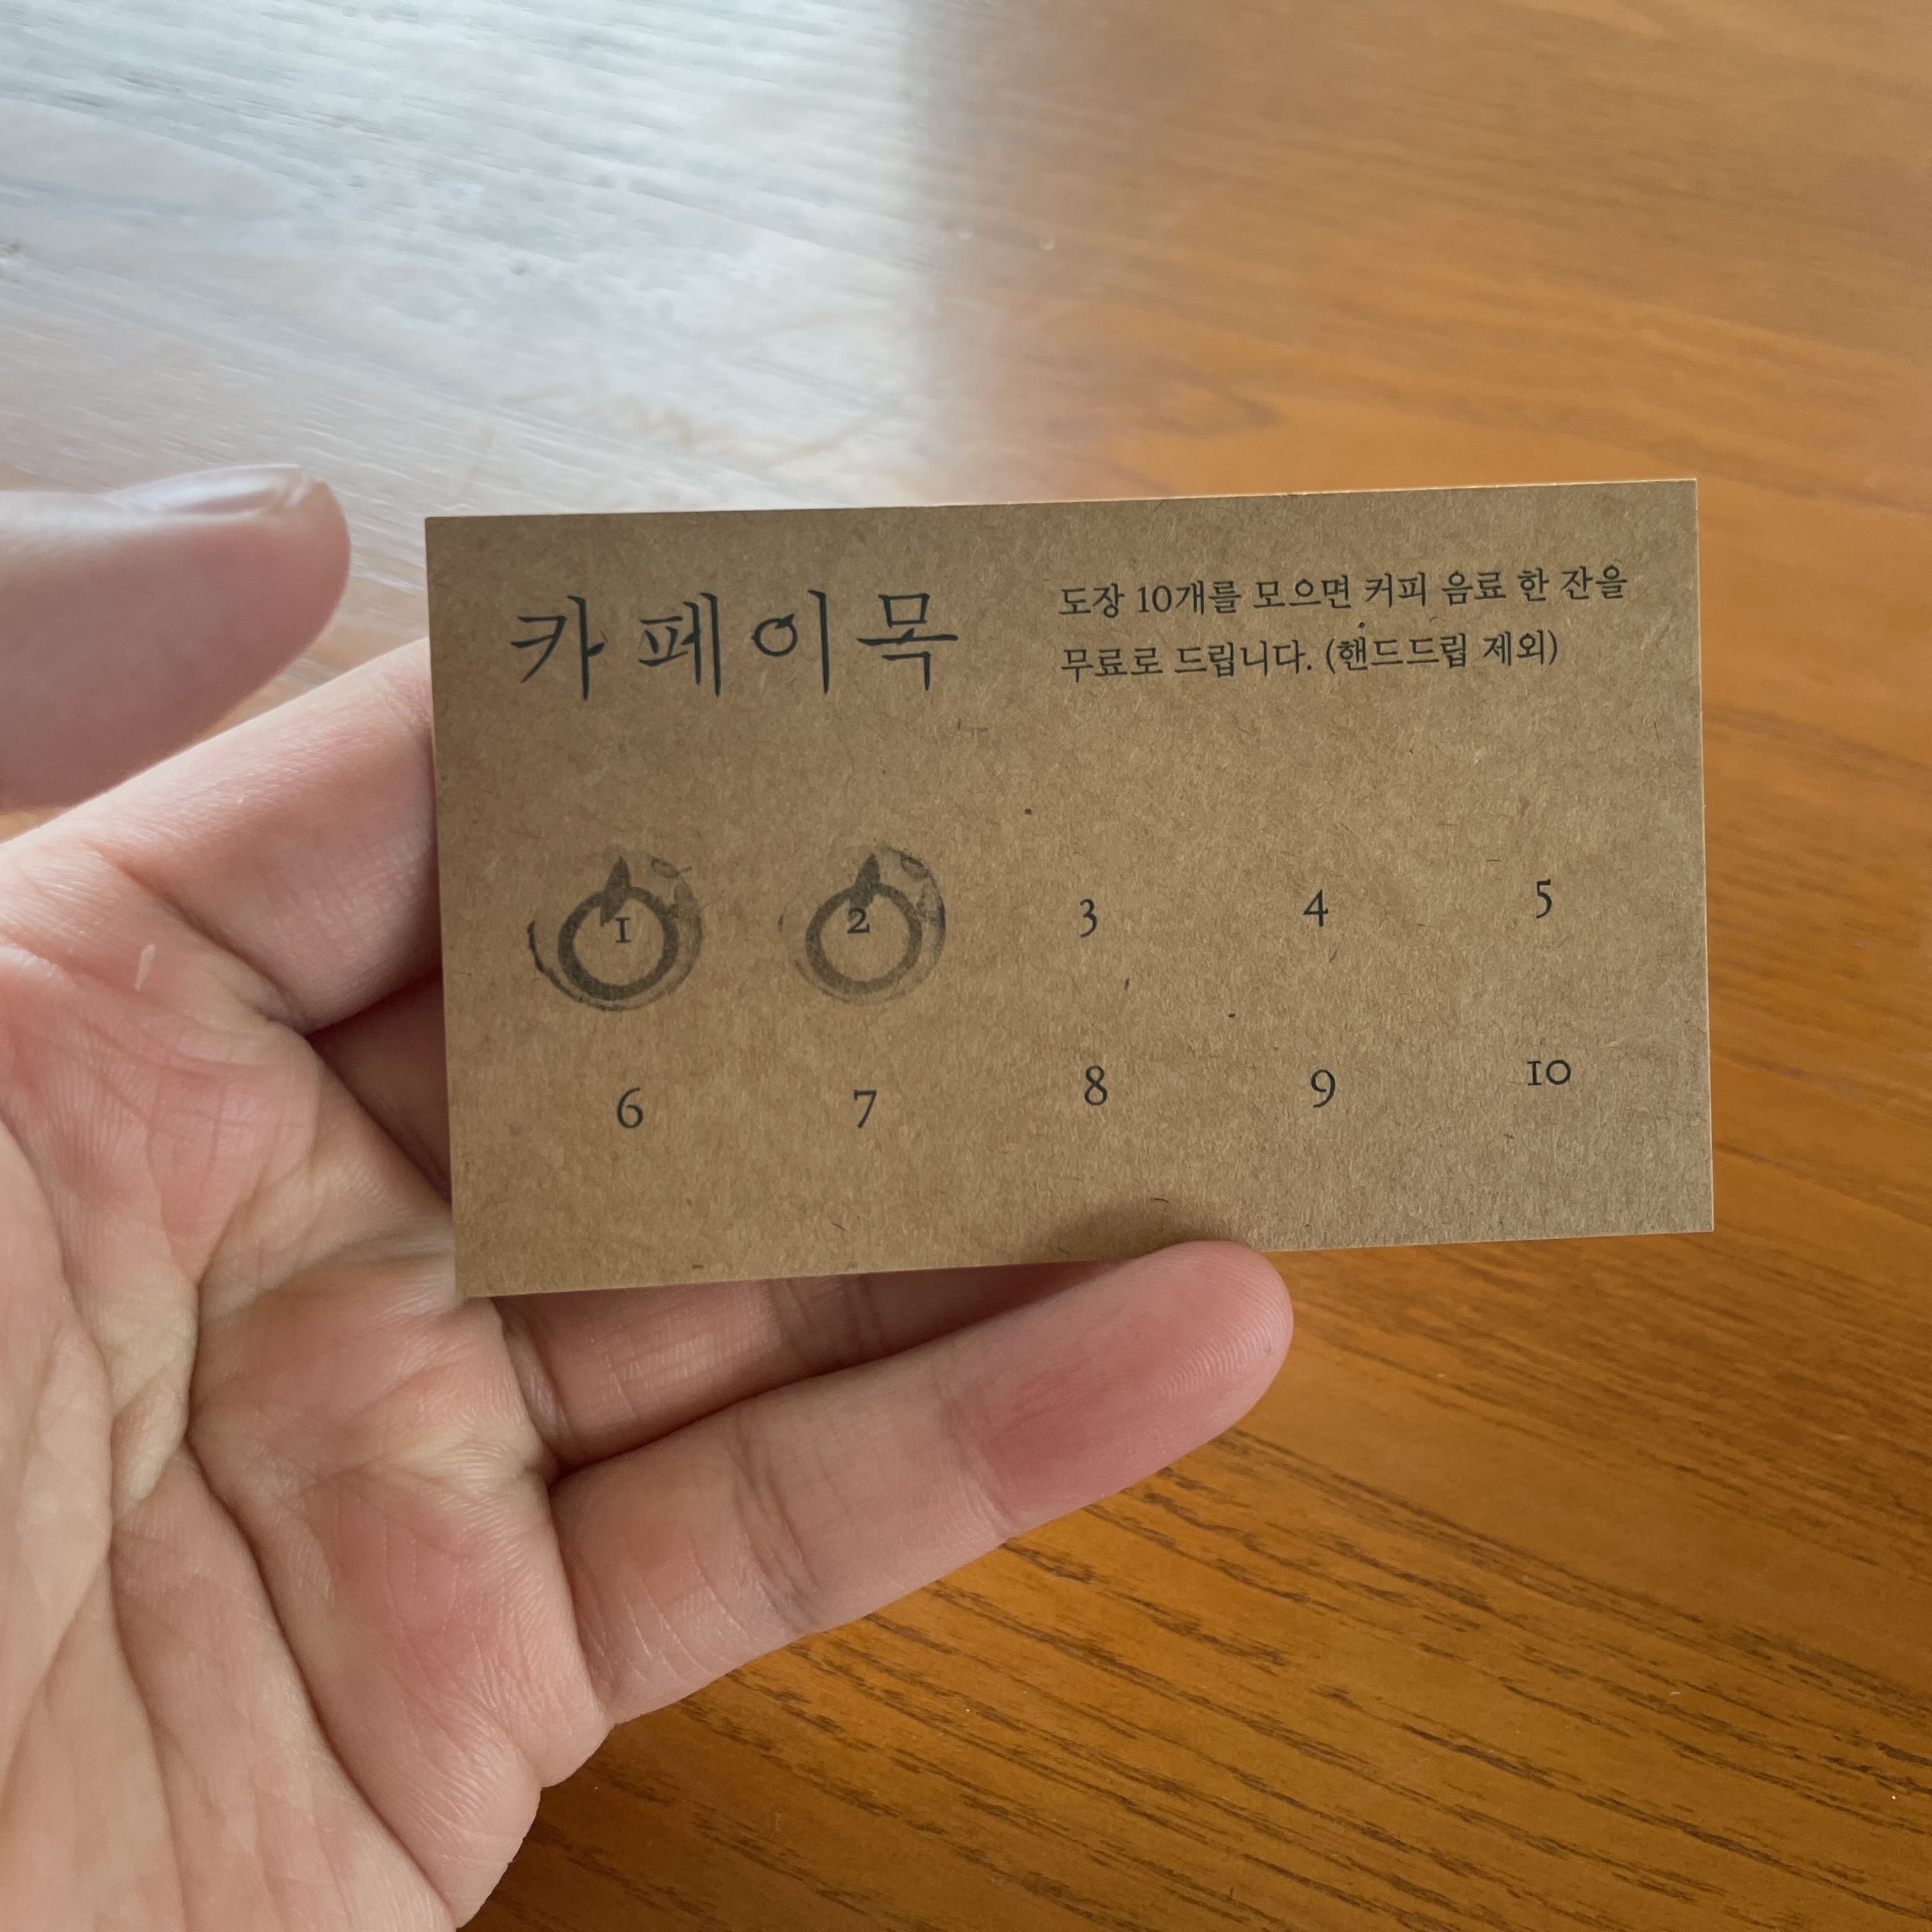 카페이목
도장 10개를 모으면 커피 음료 한 잔을
무료로 드립니다. (핸드드립 제외)
1 2 3 4 5
6 7 8 9 10